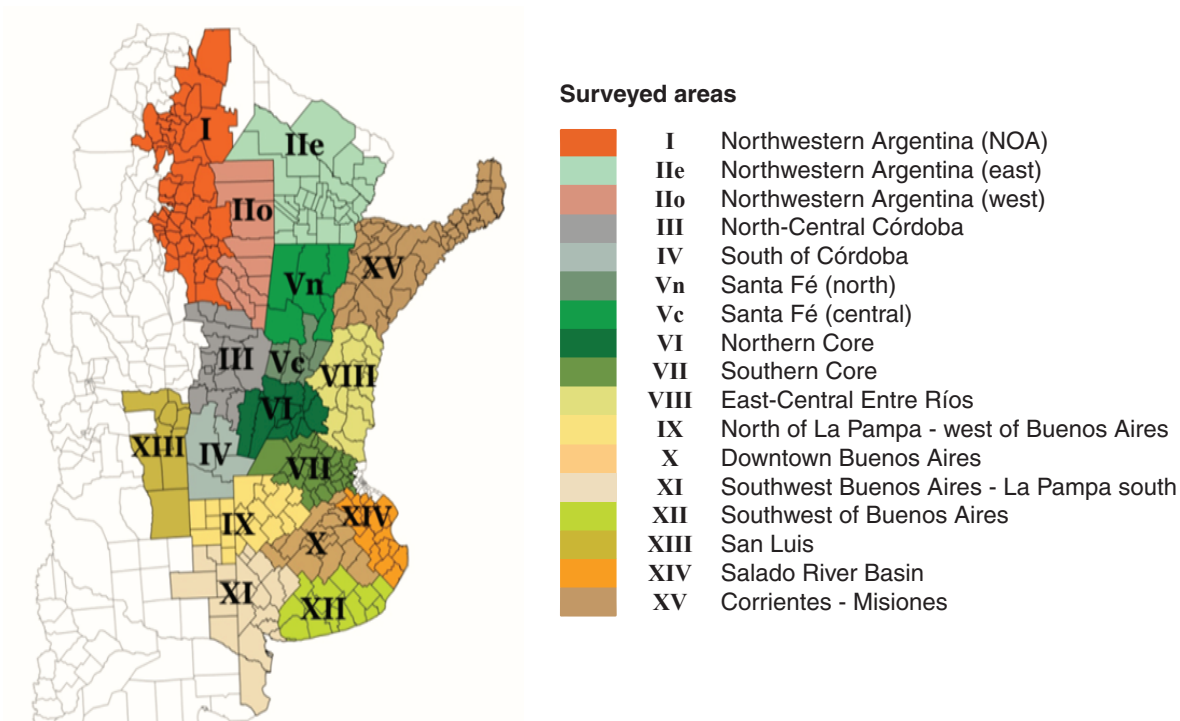 I
IIe
IIo
XV
Vn
III
Vc
VIII
VI
XIII
IV
VII
IX
XIV
X
XI
XII
Surveyed areas
I Northwestern Argentina (NOA)
IIe Northwestern Argentina (east)
IIo Northwestern Argentina (west)
III North-Central Córdoba
IV South of Córdoba
Vn Santa Fé (north)
Vc Santa Fé (central)
VI Northern Core
VII Southern Core
VIII East-Central Entre Ríos
IX North of La Pampa - west of Buenos Aires
X Downtown Buenos Aires
XI Southwest Buenos Aires - La Pampa south
XII Southwest of Buenos Aires
XIII San Luis
XIV Salado River Basin
XV Corrientes - Misiones